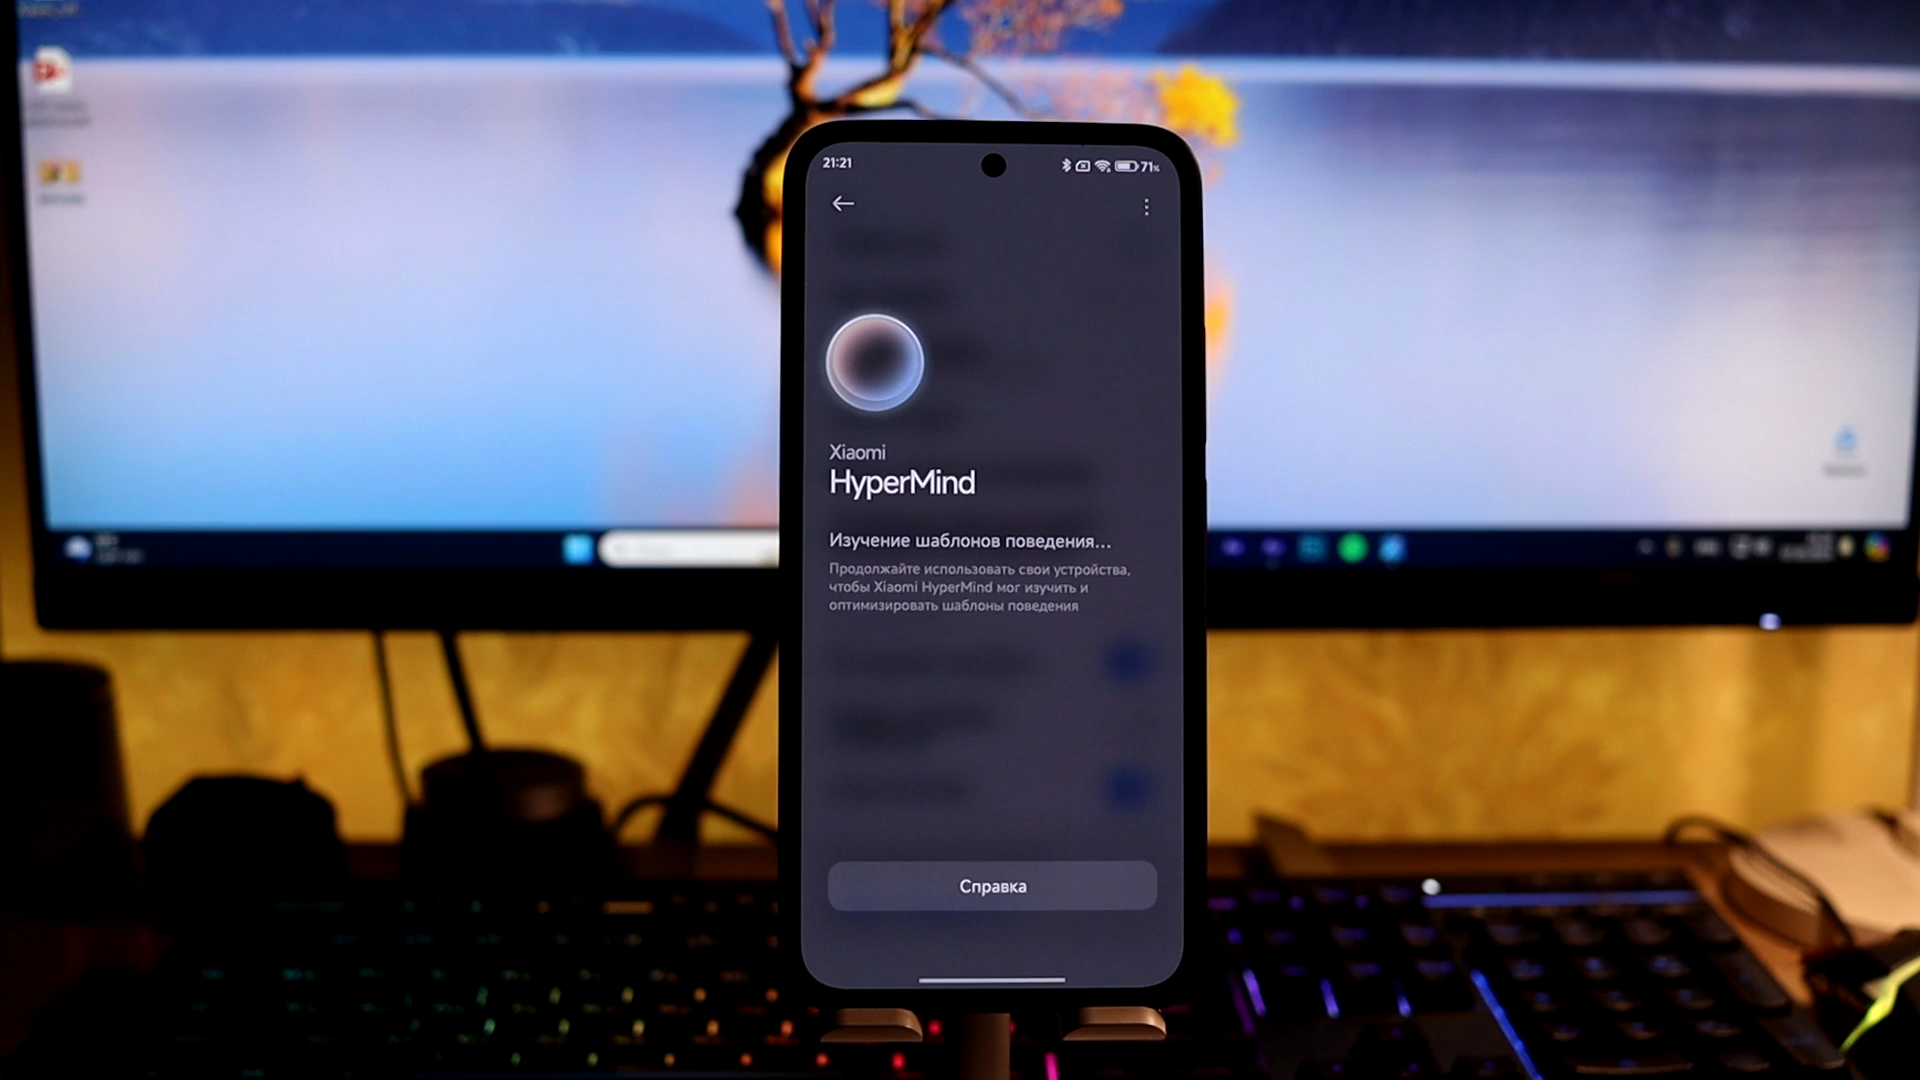 21:21
71%
Xiaomi
HyperMind
Изучение шаблонов поведения...
Продолжайте использовать свои устройства,
чтобы Xiaomi HyperMind мог изучить и
оптимизировать шаблоны поведения
Справка